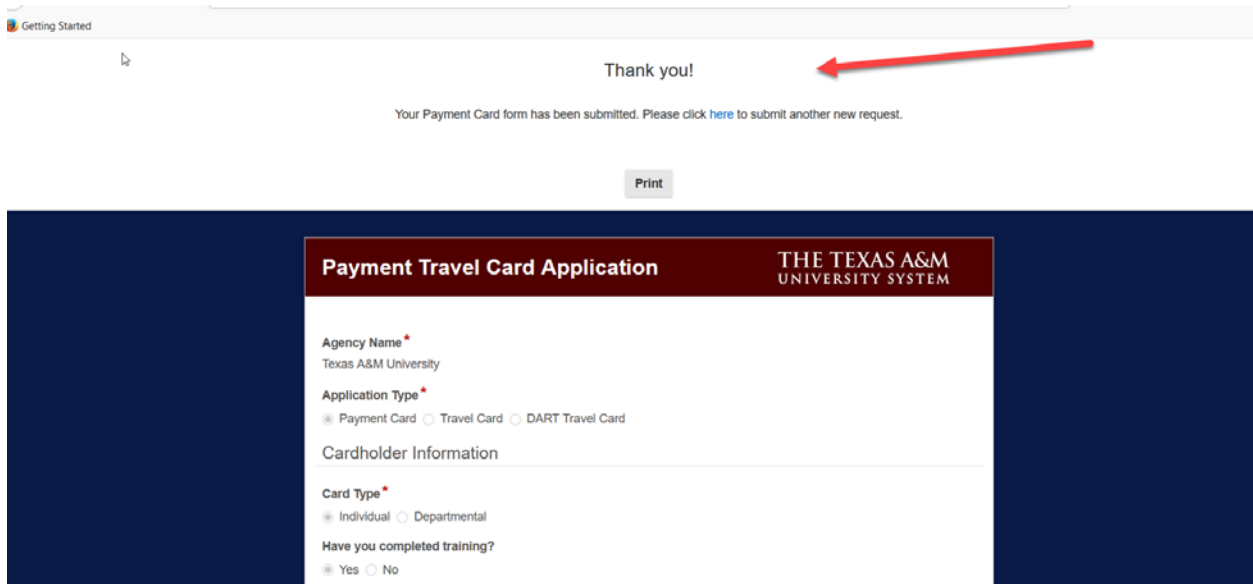 Getting Started
Thank you!
Your Payment Card form has been submitted. Please click here to submit another new request.
Print
Payment Travel Card Application
THE TEXAS A&M
UNIVERSITY SYSTEM
Agency Name*
Texas A&M University
Application Type*
Payment Card Travel Card DART Travel Card
Cardholder Information
Card Type*
Individual Departmental
Have you completed training?
Yes No